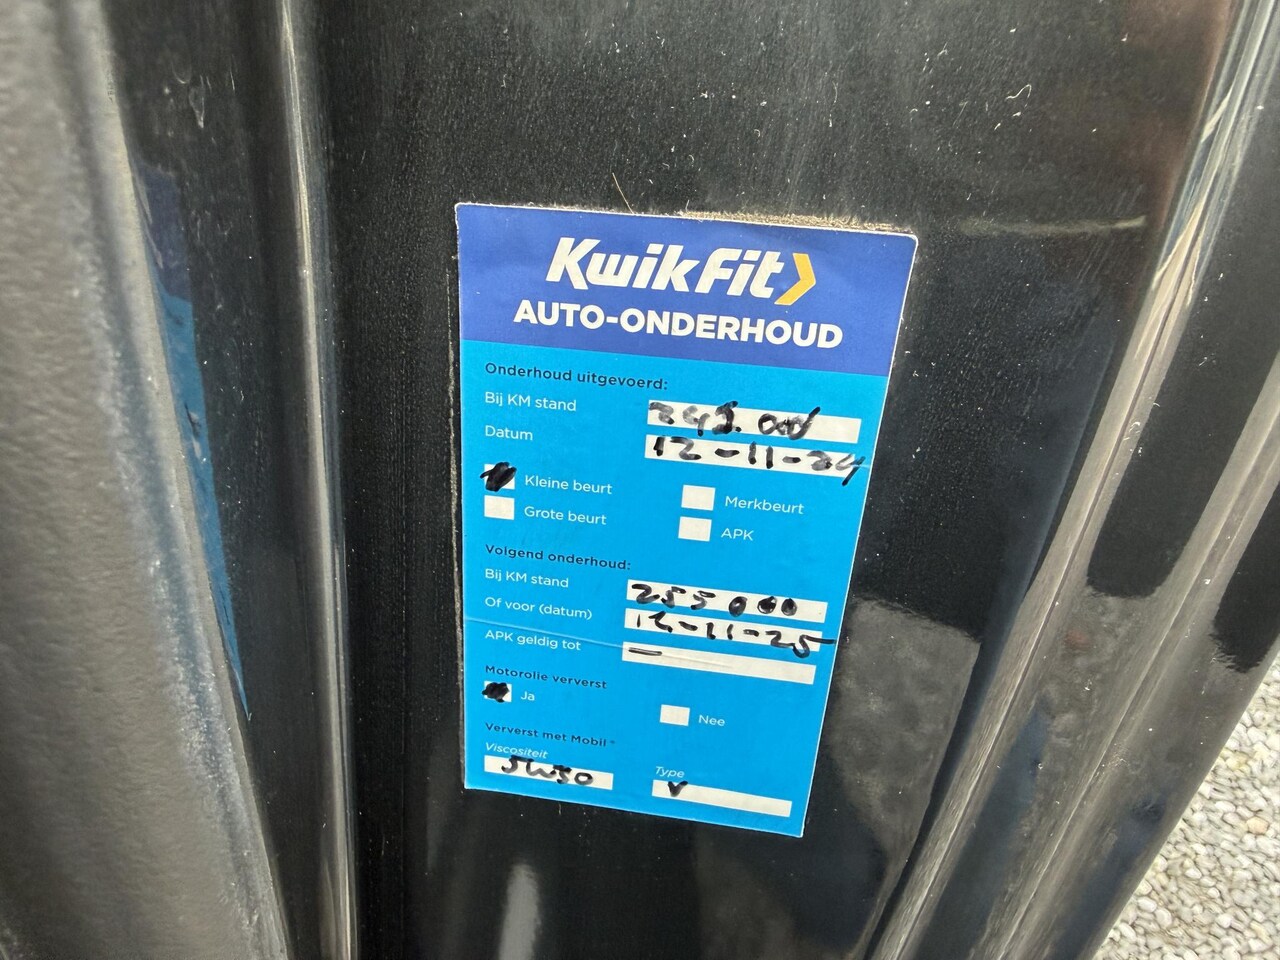 KwikFit
AUTO-ONDERHOUD
Onderhoud uitgevoerd:
Bij KM stand
Datum 12-11-24
Kleine beurt Merkbeurt
Grote beurt APK
Volgend onderhoud:
Bij KM stand 255000
Of voor (datum) 12-11-25
APK geldig tot —
Motorolie ververst
Ja Nee
Ververst met Mobil
Viscositeit Type
5W30 V